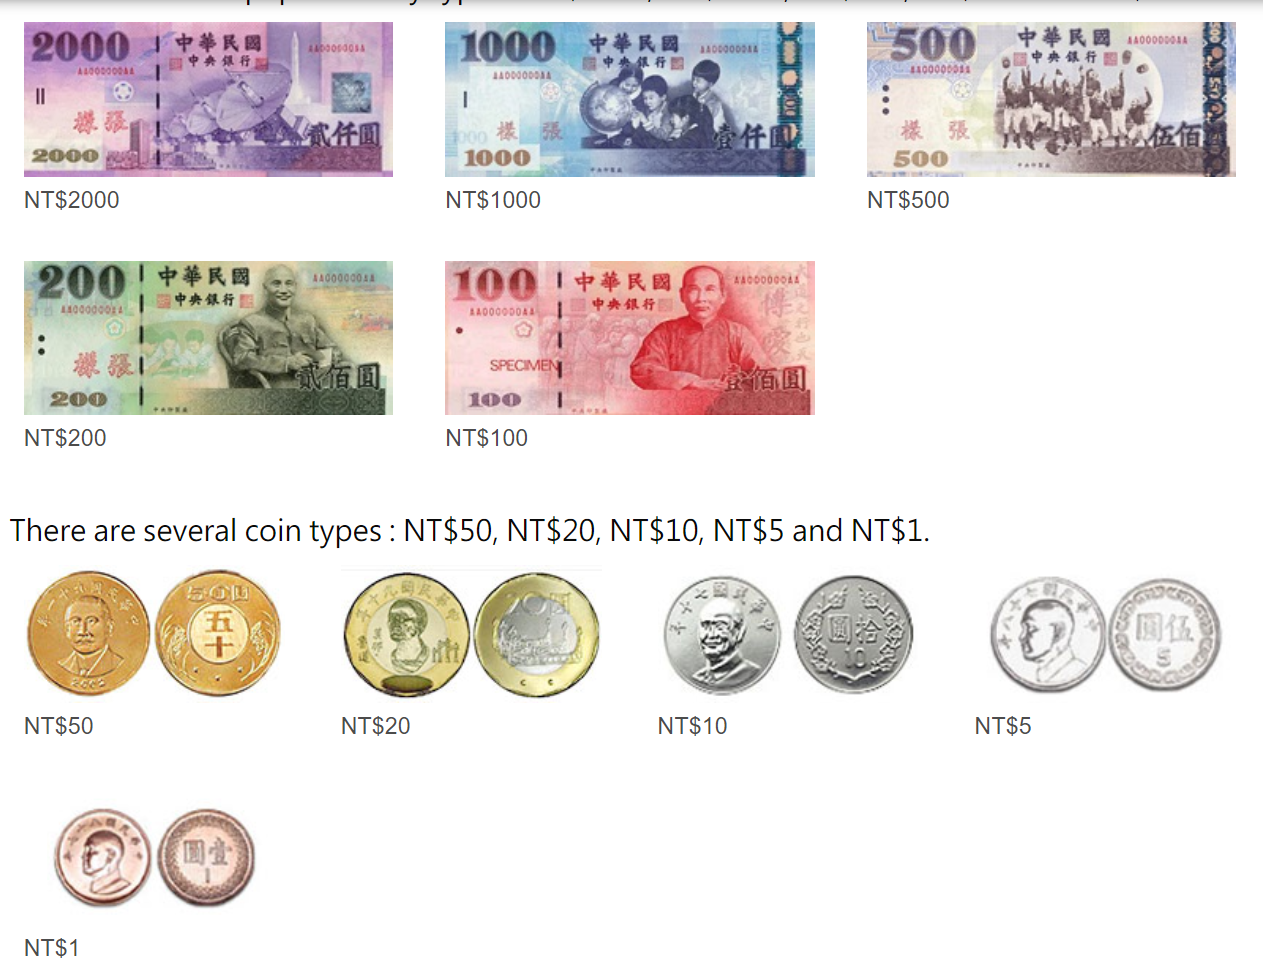 2000 中華民國 AA000000AA
AA000000AA 中央銀行
樣張 貳仟圓
2000
NT$2000
1000 中華民國 AA000000AA
AA000000AA 中央銀行
樣張 壹仟圓
1000
NT$1000
500 中華民國 AA000000AA
AA000000AA 中央銀行
樣張 伍佰
500
NT$500
200 中華民國 AA000000AA
AA000000AA 中央銀行
樣張 貳佰圓
200
NT$200
100 中華民國 AA000000AA
AA000000AA 中央銀行
SPECIMEN 壹佰圓
100
NT$100
There are several coin types : NT$50, NT$20, NT$10, NT$5 and NT$1.
五
十
NT$50
NT$20
圓拾
10
NT$10
圓伍
5
NT$5
圓壹
1
NT$1